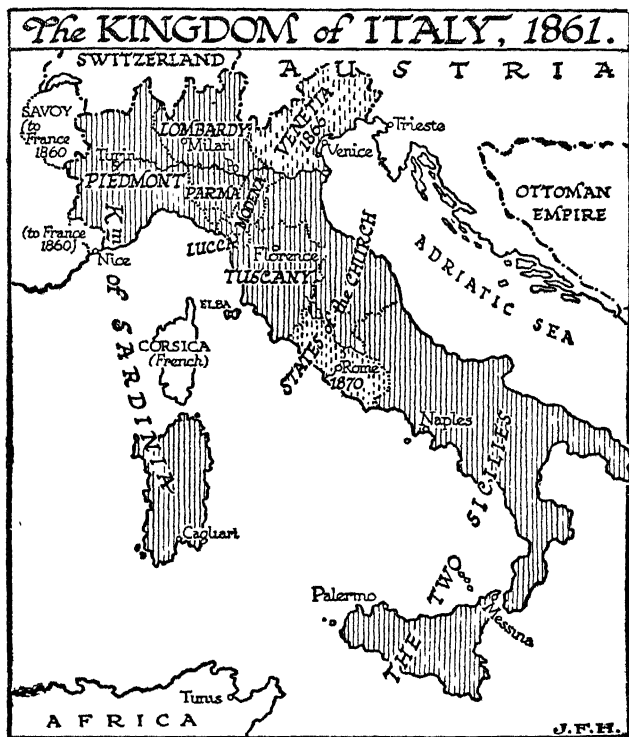 The KINGDOM of ITALY, 1861.
SWITZERLAND
AUSTRIA
SAVOY
(to France
1860
LOMBARDY
Milan
VENETIA
1866
Trieste
Venice
Turin
PIEDMONT
PARMA
MODENA
OTTOMAN
EMPIRE
(to France
1860)
Nice
LUCCA
Florence
TUSCANY
STATES of the CHURCH
ADRIATIC SEA
ELBA
Km of SARDINIA
CORSICA
(French)
Rome
1870
Naples
Cagliari
THE TWO SICILIES
Palermo
Messina
Tunis
AFRICA
J.F.H.